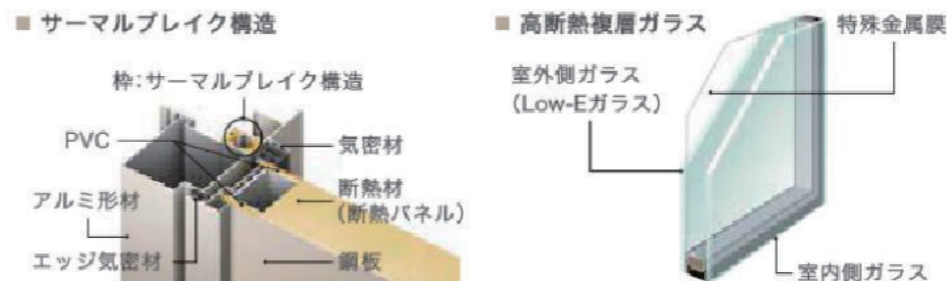 ■ サーマルブレイク構造
枠:サーマルブレイク構造
PVC
気密材
アルミ形材
断熱材
(断熱パネル)
エッジ気密材
鋼板
■ 高断熱複層ガラス
特殊金属膜
室外側ガラス
(Low-Eガラス)
室内側ガラス